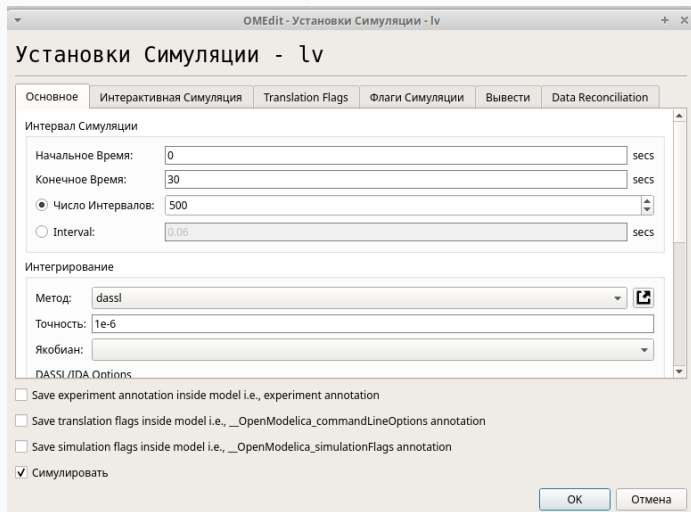 OMEdit - Установки Симуляции - lv
Установки Симуляции - lv
Основное Интерактивная Симуляция Translation Flags Флаги Симуляции Вывести Data Reconciliation
Интервал Симуляции
Начальное Время: 0 secs
Конечное Время: 30 secs
Число Интервалов: 500
Interval: 0.06 secs
Интегрирование
Метод: dassl
Точность: 1e-6
Якобиан:
DASSL/IDA Options
Save experiment annotation inside model i.e., experiment annotation
Save translation flags inside model i.e., __OpenModelica_commandLineOptions annotation
Save simulation flags inside model i.e., __OpenModelica_simulationFlags annotation
Симулировать
OK Отмена